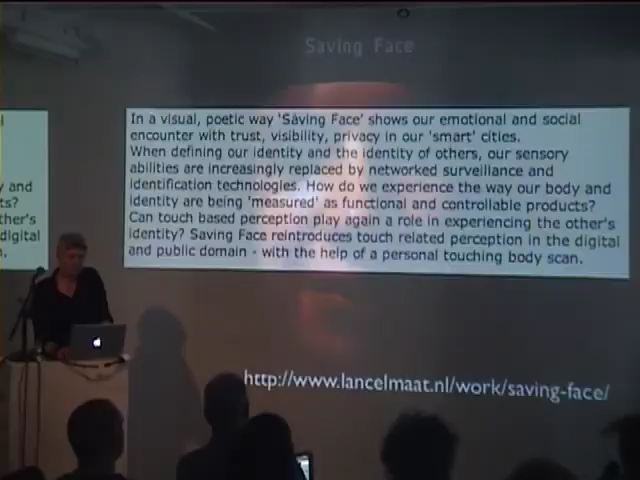 Saving Face
In a visual, poetic way 'Saving Face' shows our emotional and social
encounter with trust, visibility, privacy in our 'smart' cities.
When defining our identity and the identity of others, our sensory
abilities are increasingly replaced by networked surveillance and
identification technologies. How do we experience the way our body and
identity are being 'measured' as functional and controllable products?
Can touch based perception play again a role in experiencing the other's
identity? Saving Face reintroduces touch related perception in the digital
and public domain - with the help of a personal touching body scan.
y and
ts?
ther's
digital
http://www.lancelmaat.nl/work/saving-face/